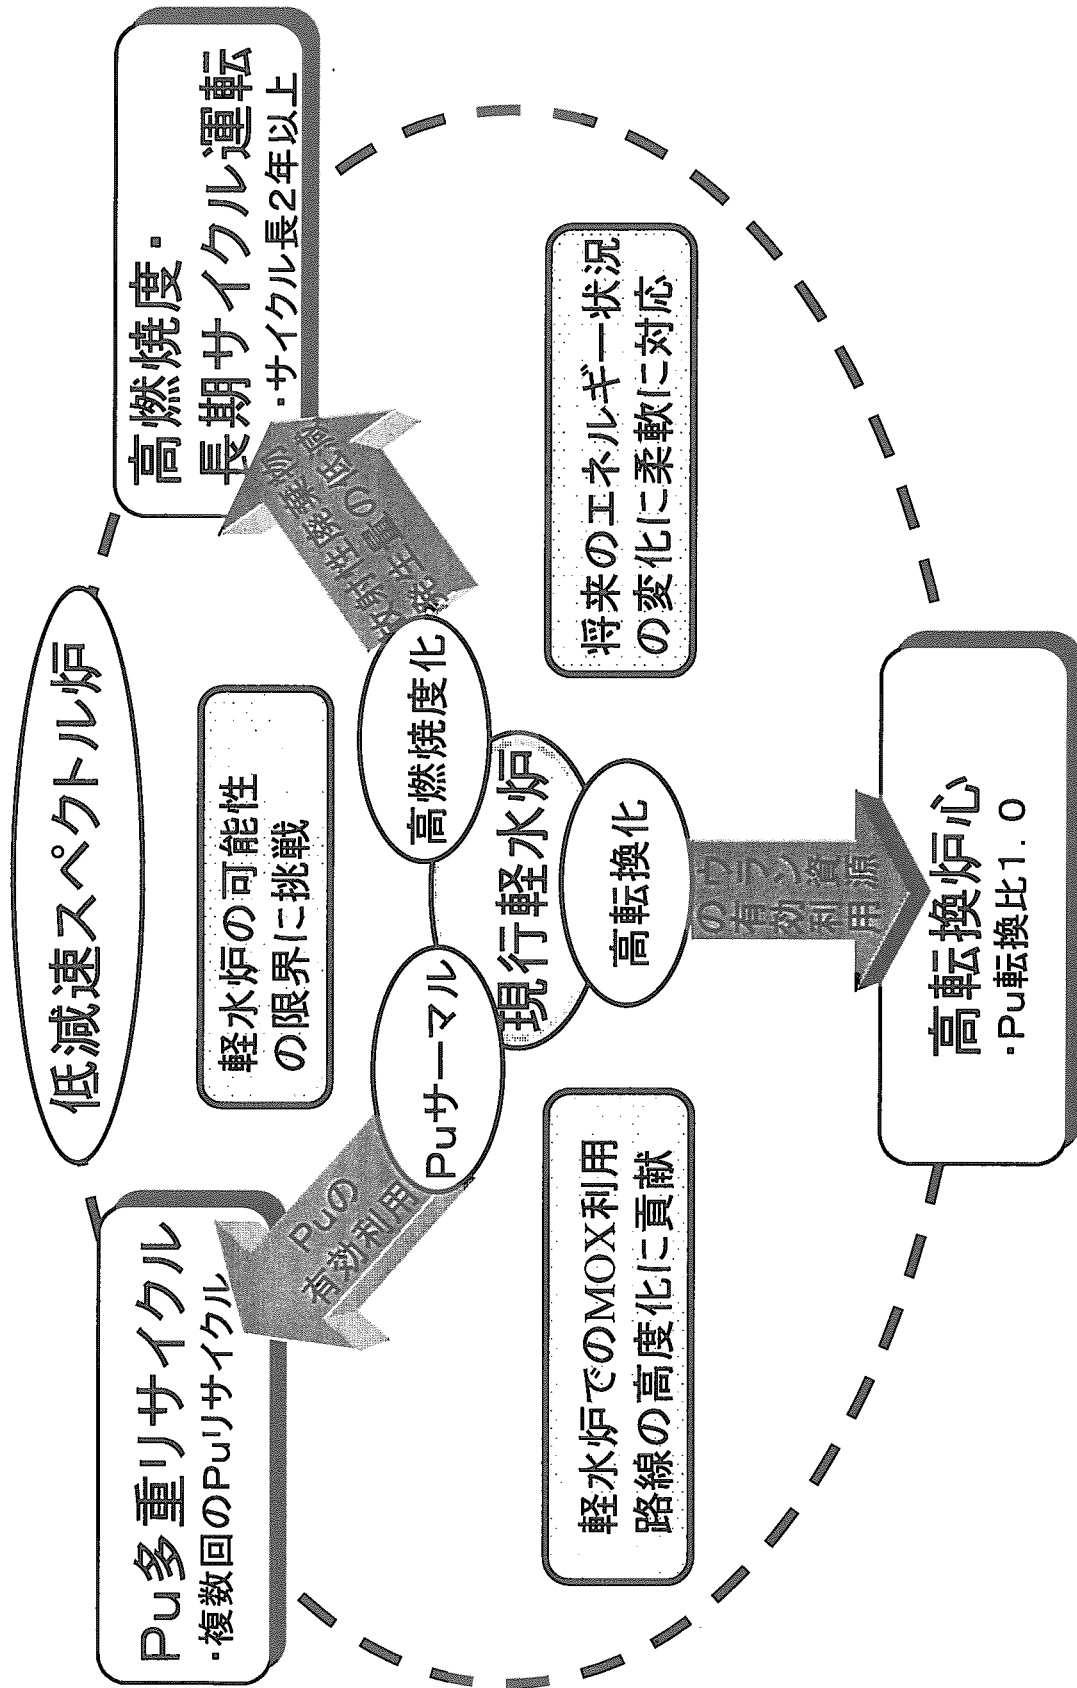 低減速スペクトル炉
Pu多重リサイクル
・複数回のPuリサイクル
高燃焼度・
長期サイクル運転
・サイクル長2年以上
軽水炉の可能性
の限界に挑戦
Puの
有効利用
放射性廃棄物
発生量の低減
Puサーマル
高燃焼度化
現行軽水炉
高転換化
軽水炉でのMOX利用
路線の高度化に貢献
将来のエネルギー状況
の変化に柔軟に対応
ウラン資源
の有効利用
高転換炉心
・Pu転換比1.0